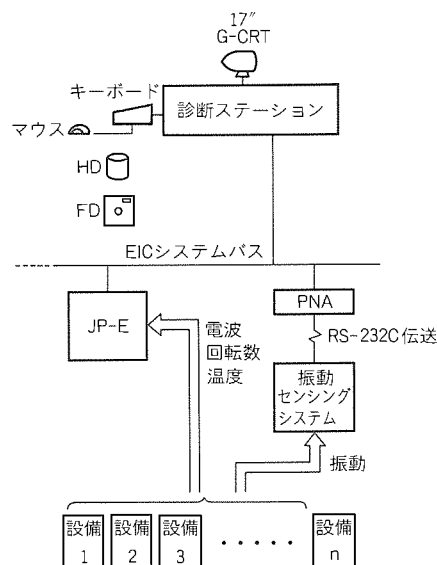 17″
G-CRT
キーボード
診断ステーション
マウス
HD
FD
EICシステムバス
PNA
JP-E
電波
回転数
温度
RS-232C伝送
振動
センシング
システム
振動
設備
1
設備
2
設備
3
・・・・・
設備
n